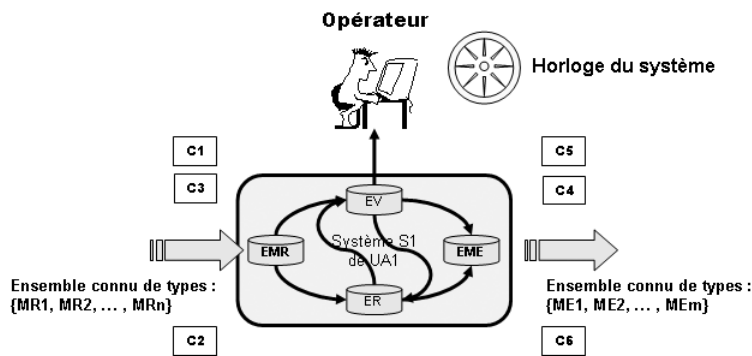 Opérateur
Horloge du système
C1
C5
C3
C4
EV
EMR
Système S1
de UA1
EME
ER
Ensemble connu de types :
{MR1, MR2, ... , MRn}
Ensemble connu de types :
{ME1, ME2, ... , MEm}
C2
C6